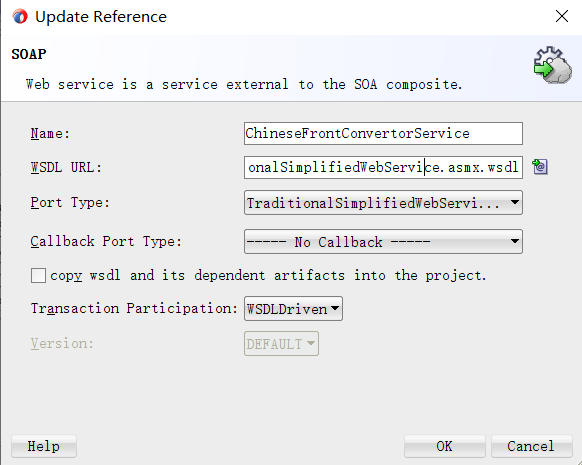 Update Reference
SOAP
Web service is a service external to the SOA composite.
Name: ChineseFrontConvertorService
WSDL URL: onalSimplifiedWebService.asmx.wsdl
Port Type: TraditionalSimplifiedWebServi...
Callback Port Type: ----- No Callback -----
copy wsdl and its dependent artifacts into the project.
Transaction Participation: WSDLDriven
Version: DEFAULT
Help OK Cancel